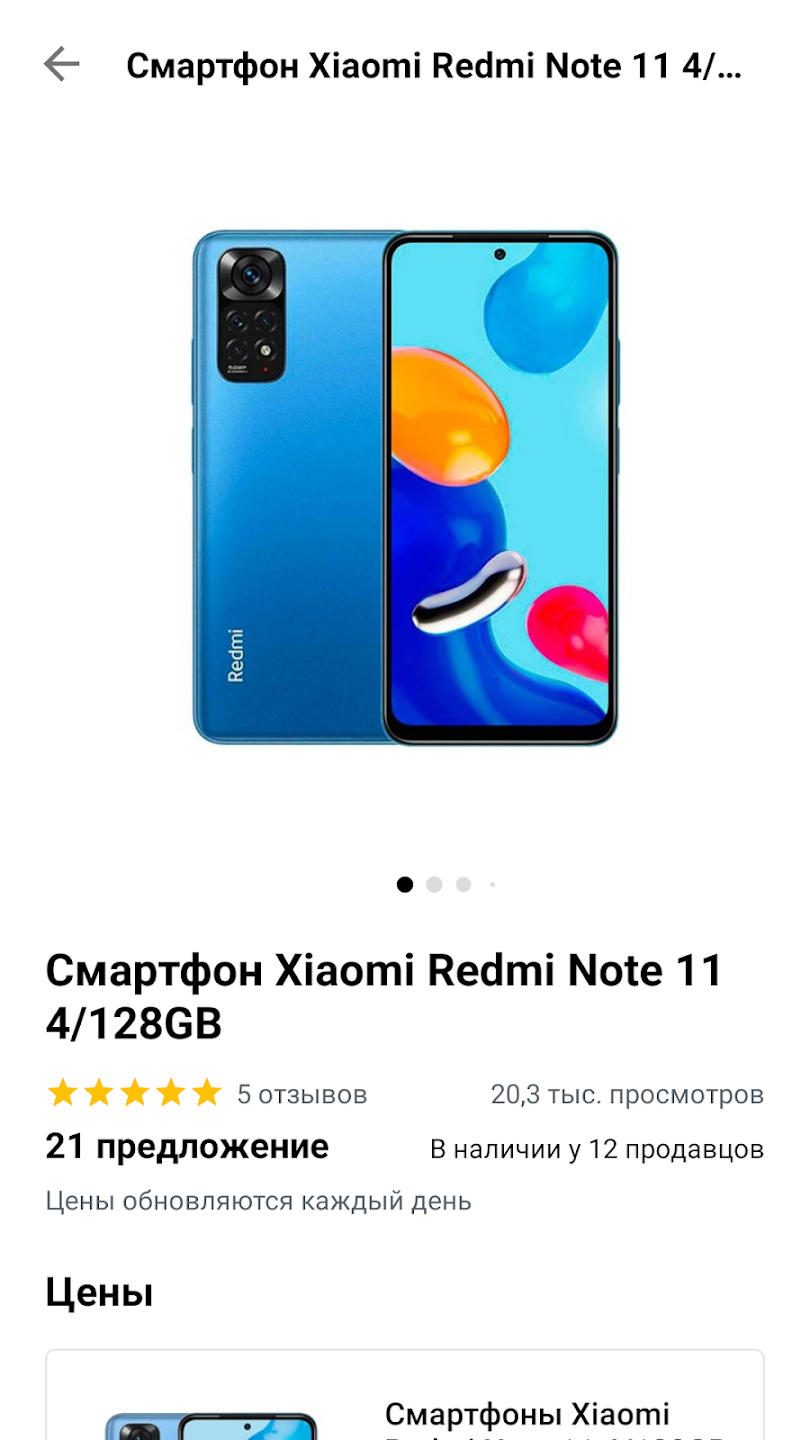 Смартфон Xiaomi Redmi Note 11 4/...
50MP
Redmi
Смартфон Xiaomi Redmi Note 11
4/128GB
5 отзывов
20,3 тыс. просмотров
21 предложение
В наличии у 12 продавцов
Цены обновляются каждый день
Цены
Смартфоны Xiaomi